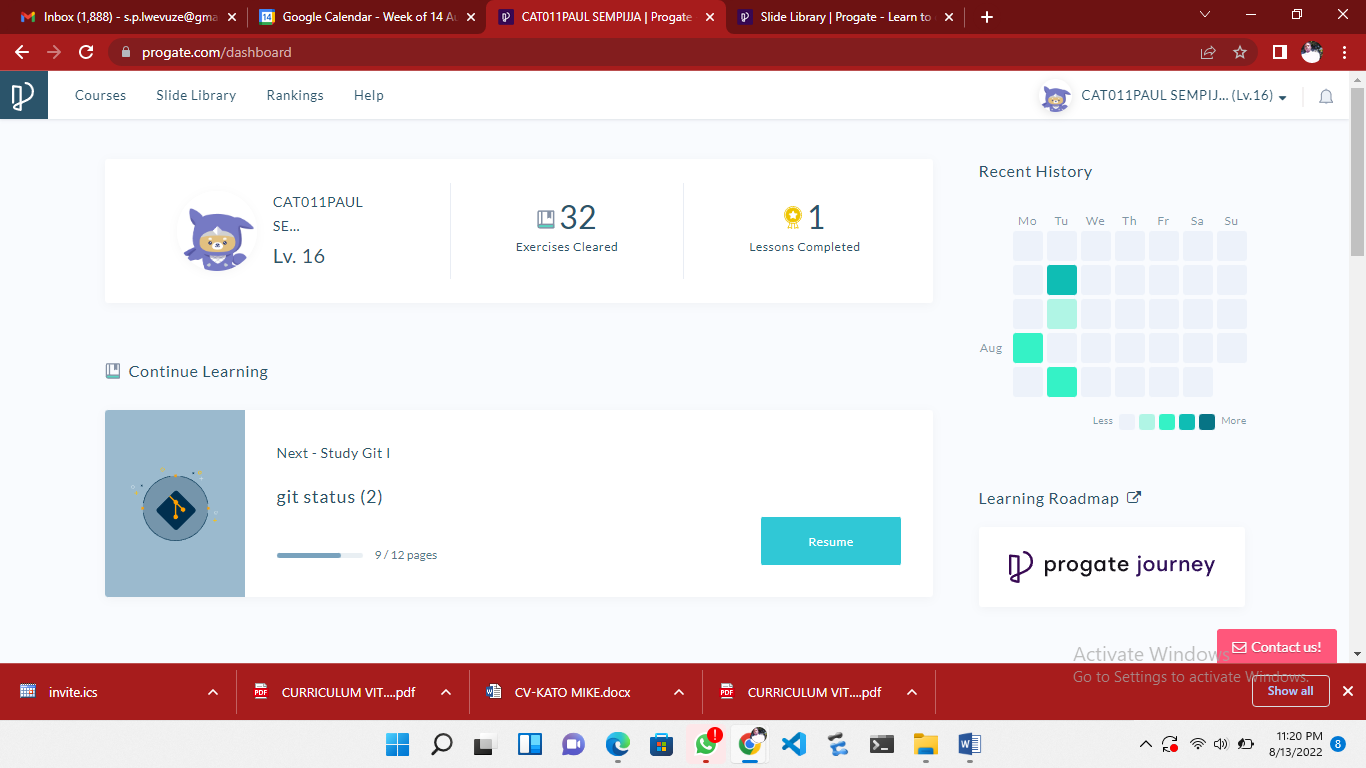 Inbox (1,888) - s.p.lwevuze@gma
Google Calendar - Week of 14 Au
CAT011PAUL SEMPIJJA | Progate
Slide Library | Progate - Learn to
progate.com/dashboard
Courses
Slide Library
Rankings
Help
CAT011PAUL SEMPIJ... (Lv.16)
CAT011PAUL
SE...
Lv. 16
32
Exercises Cleared
1
Lessons Completed
Recent History
Mo Tu We Th Fr Sa Su
Aug
Less
More
Continue Learning
Next - Study Git I
git status (2)
9 / 12 pages
Resume
Learning Roadmap
progate journey
Contact us!
Activate Windows
Go to Settings to activate Windows.
invite.ics
PDF
CURRICULUM VIT....pdf
CV-KATO MIKE.docx
PDF
CURRICULUM VIT....pdf
Show all
11:20 PM
8/13/2022
8